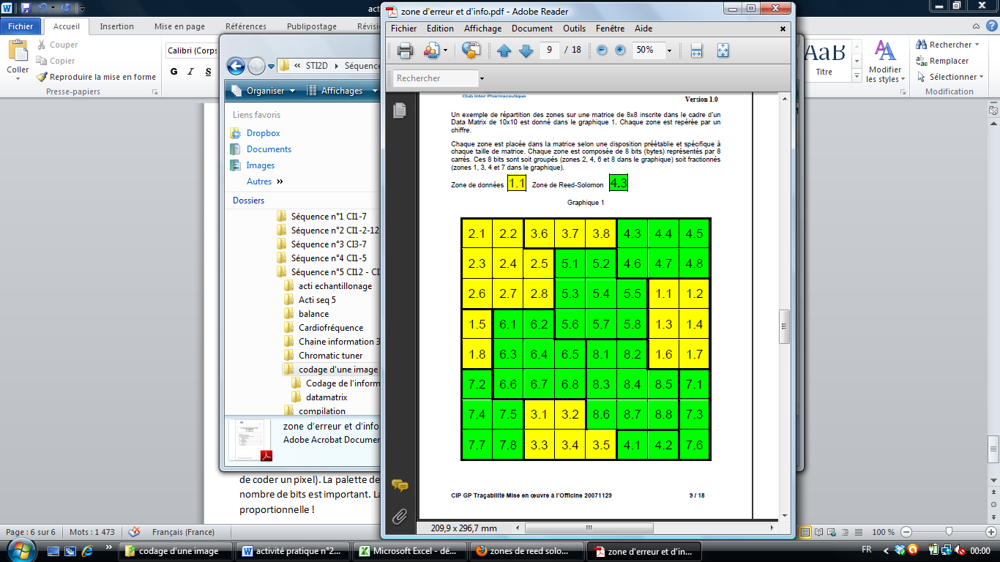 act
Fichier Accueil Insertion Mise en page Références Publipostage Révisi
Coller
Couper
Copier
Reproduire la mise en forme
Presse-papiers
Calibri (Corps
G I S
AaB
Titre
Modifier les styles
Rechercher
Remplacer
Sélectionner
Modification
STI2D Séquence
Organiser Affichages
Liens favoris
Dropbox
Documents
Images
Autres »
Dossiers
Séquence n°1 CI1-7
Séquence n°2 CI1-2-12
Séquence n°3 CI3-7
Séquence n°4 CI1-5
Séquence n°5 CI12 - CI
acti echantillonage
Acti seq 5
balance
Cardiofréquence
Chaine information 3
Chromatic tuner
codage d'une image
Codage de l'inform
datamatrix
compilation
zone d'erreur et d'info
Adobe Acrobat Documen
zone d'erreur et d'info.pdf - Adobe Reader
Fichier Edition Affichage Document Outils Fenêtre Aide
9 / 18 50%
Rechercher
Club Inter Pharmaceutique
Version 1.0
Un exemple de répartition des zones sur une matrice de 8x8 inscrite dans le cadre d'un
Data Matrix de 10x10 est donné dans le graphique 1. Chaque zone est repérée par un
chiffre.
Chaque zone est placée dans la matrice selon une disposition préétablie et spécifique à
chaque taille de matrice. Chaque zone est composée de 8 bits (bytes) représentés par 8
carrés. Ces 8 bits sont soit groupés (zones 2, 4, 6 et 8 dans le graphique) soit fractionnés
(zones 1, 3, 4 et 7 dans le graphique).
Zone de données 1.1 Zone de Reed-Solomon 4.3
Graphique 1
2.1 2.2 3.6 3.7 3.8 4.3 4.4 4.5
2.3 2.4 2.5 5.1 5.2 4.6 4.7 4.8
2.6 2.7 2.8 5.3 5.4 5.5 1.1 1.2
1.5 6.1 6.2 5.6 5.7 5.8 1.3 1.4
1.8 6.3 6.4 6.5 8.1 8.2 1.6 1.7
7.2 6.6 6.7 6.8 8.3 8.4 8.5 7.1
7.4 7.5 3.1 3.2 8.6 8.7 8.8 7.3
7.7 7.8 3.3 3.4 3.5 4.1 4.2 7.6
CIP GP Traçabilité Mise en œuvre à l'Officine 20071129 9 / 18
209,9 x 296,7 mm
de coder un pixel). La palette de
nombre de bits est important. La
proportionnelle !
Page : 6 sur 6 Mots : 1 473 Français (France) 100 %
codage d'une image
activité pratique n°2...
Microsoft Excel - dé...
zones de reed solo...
zone d'erreur et d'in...
FR 00:00